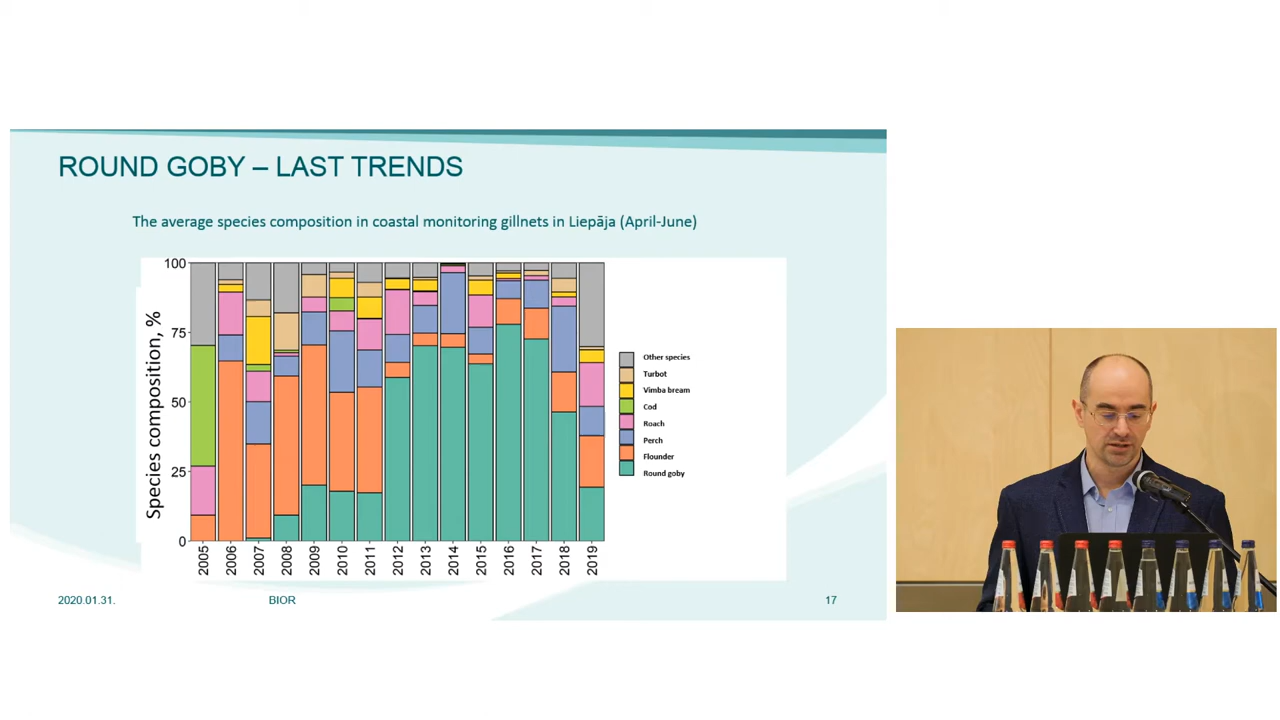 ROUND GOBY – LAST TRENDS
The average species composition in coastal monitoring gillnets in Liepāja (April-June)
Species composition, %
100
75
50
25
0
2005
2006
2007
2008
2009
2010
2011
2012
2013
2014
2015
2016
2017
2018
2019
Other species
Turbot
Vimba bream
Cod
Roach
Perch
Flounder
Round goby
2020.01.31.
BIOR
17